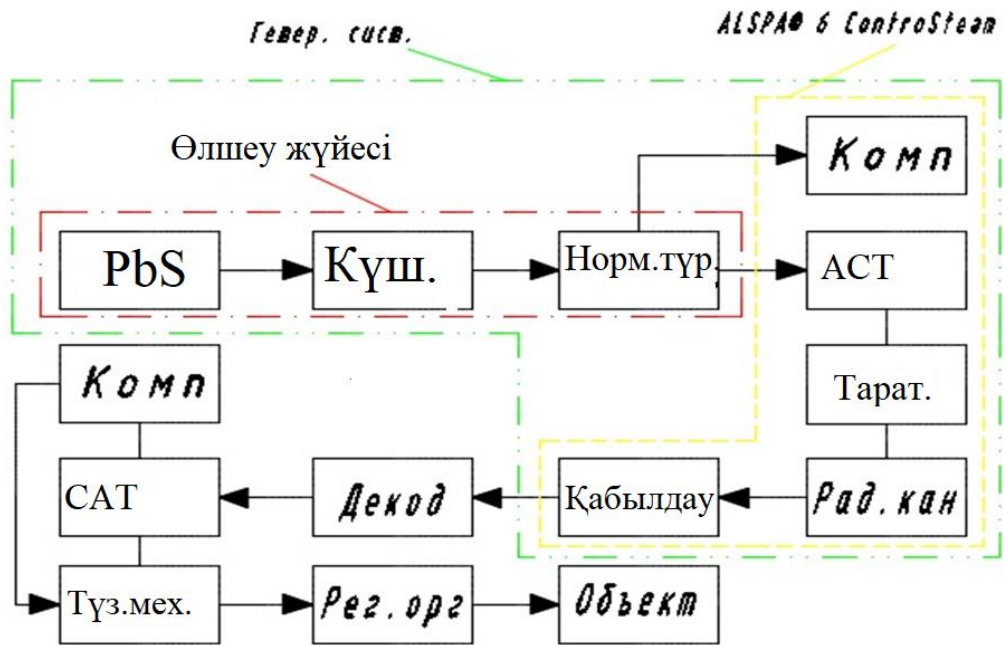 Генер. сист.
ALSPA® 6 ControSteam
Өлшеу жүйесі
Комп
PbS
Күш.
Норм.түр.
АСТ
Комп
Тарат.
САТ
Декод
Қабылдау
Рад.кан
Түз.мех.
Рег.орг
Объект